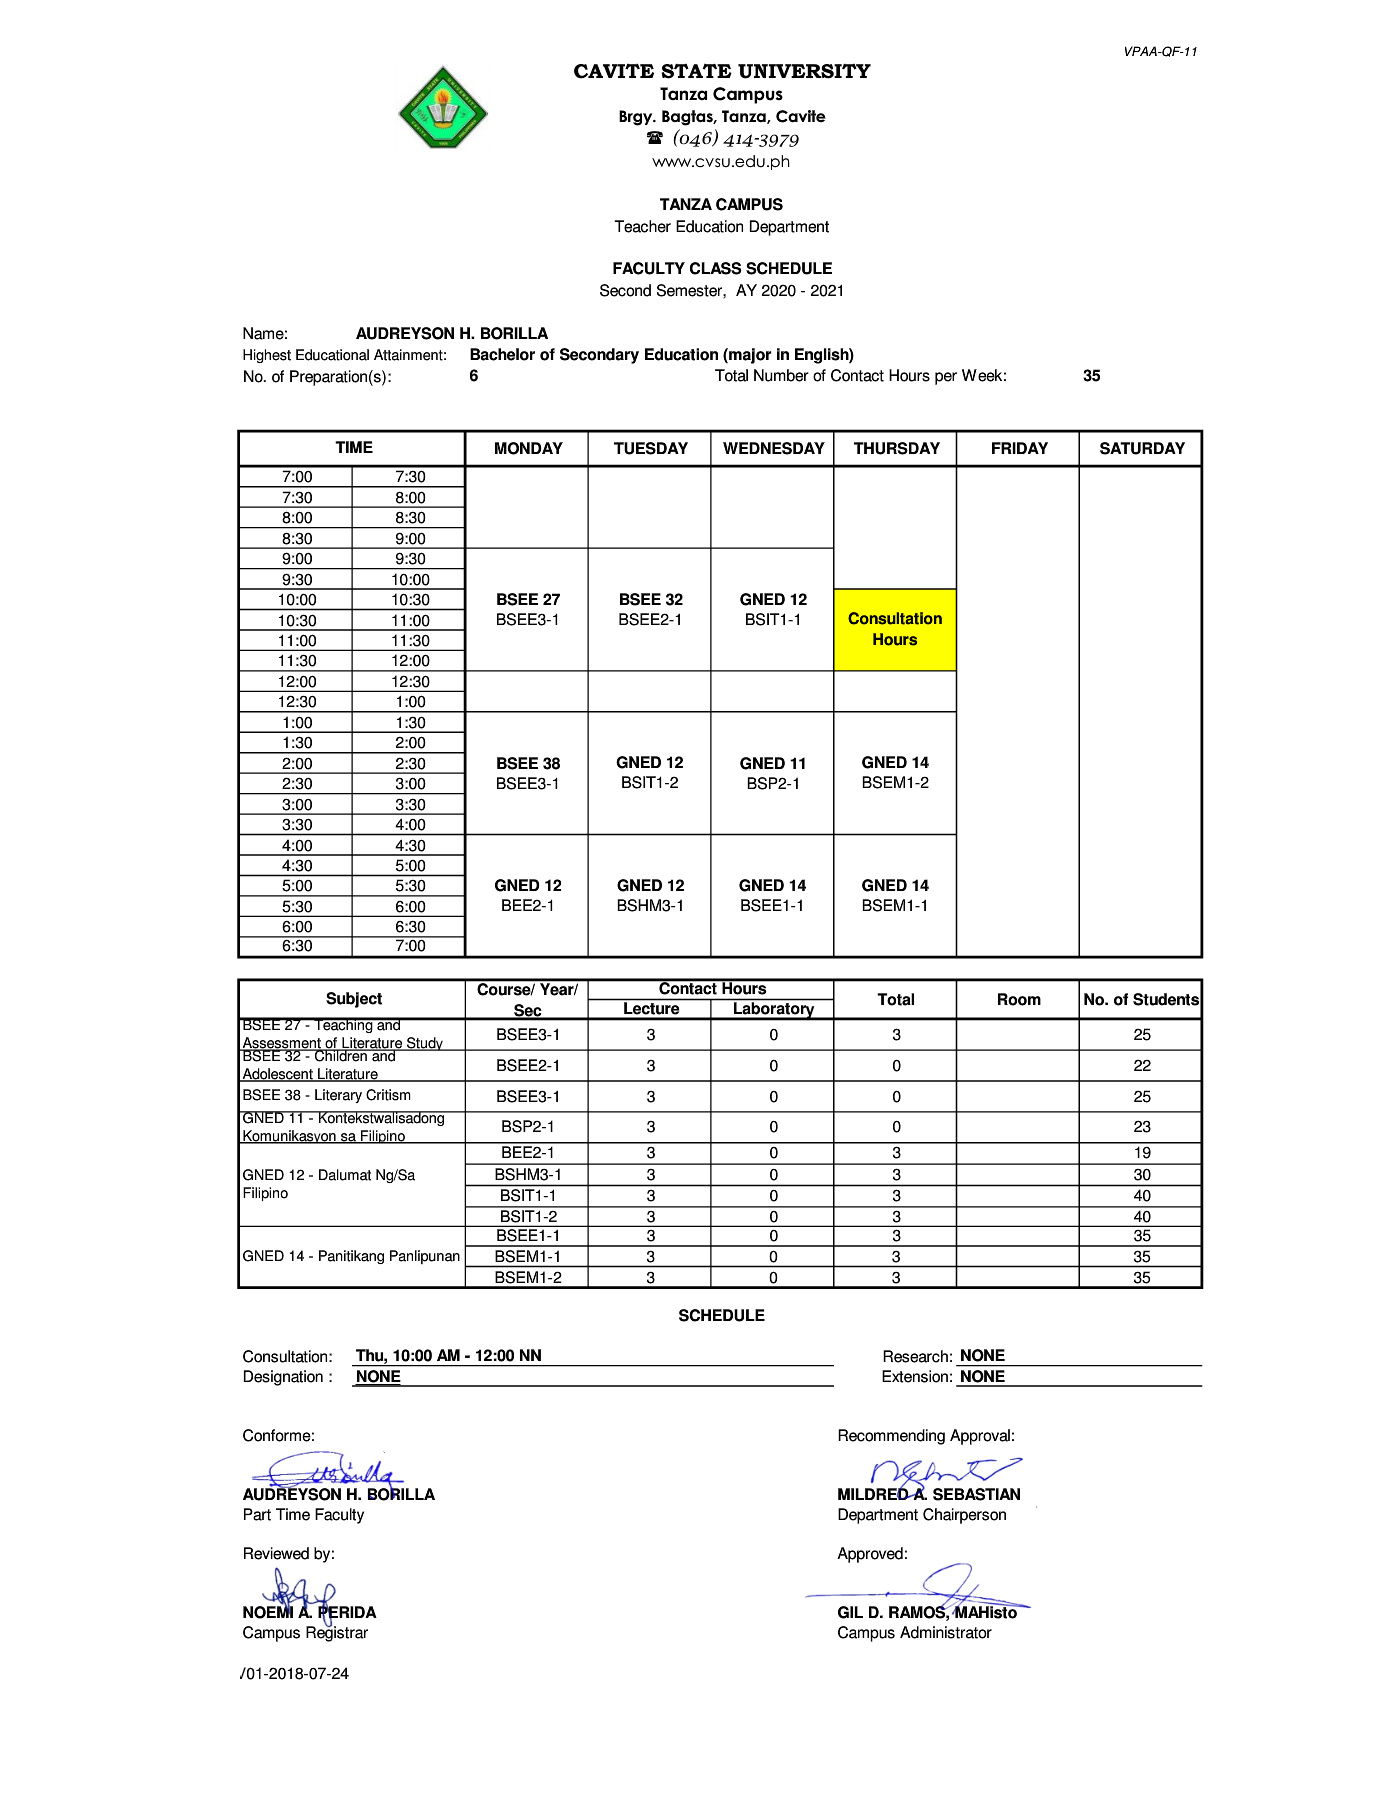 VPAA-QF-11
CAVITE STATE UNIVERSITY
Tanza Campus
Brgy. Bagtas, Tanza, Cavite
☎ (046) 414-3979
www.cvsu.edu.ph
TANZA CAMPUS
Teacher Education Department
FACULTY CLASS SCHEDULE
Second Semester, AY 2020 - 2021
Name: AUDREYSON H. BORILLA
Highest Educational Attainment: Bachelor of Secondary Education (major in English)
No. of Preparation(s): 6 Total Number of Contact Hours per Week: 35
TIME MONDAY TUESDAY WEDNESDAY THURSDAY FRIDAY SATURDAY
7:00 7:30
7:30 8:00
8:00 8:30
8:30 9:00
9:00 9:30
9:30 10:00
10:00 10:30 BSEE 27 BSEE 32 GNED 12
10:30 11:00 BSEE3-1 BSEE2-1 BSIT1-1 Consultation
11:00 11:30 Hours
11:30 12:00
12:00 12:30
12:30 1:00
1:00 1:30
1:30 2:00
2:00 2:30 BSEE 38 GNED 12 GNED 11 GNED 14
2:30 3:00 BSEE3-1 BSIT1-2 BSP2-1 BSEM1-2
3:00 3:30
3:30 4:00
4:00 4:30
4:30 5:00
5:00 5:30 GNED 12 GNED 12 GNED 14 GNED 14
5:30 6:00 BEE2-1 BSHM3-1 BSEE1-1 BSEM1-1
6:00 6:30
6:30 7:00
Subject Course/ Year/ Sec Contact Hours Total Room No. of Students
Lecture Laboratory
BSEE 27 - Teaching and
Assessment of Literature Study BSEE3-1 3 0 3 25
BSEE 32 - Children and
Adolescent Literature BSEE2-1 3 0 0 22
BSEE 38 - Literary Critism BSEE3-1 3 0 0 25
GNED 11 - Kontekstwalisadong
Komunikasyon sa Filipino BSP2-1 3 0 0 23
BEE2-1 3 0 3 19
GNED 12 - Dalumat Ng/Sa BSHM3-1 3 0 3 30
Filipino BSIT1-1 3 0 3 40
BSIT1-2 3 0 3 40
BSEE1-1 3 0 3 35
GNED 14 - Panitikang Panlipunan BSEM1-1 3 0 3 35
BSEM1-2 3 0 3 35
SCHEDULE
Consultation: Thu, 10:00 AM - 12:00 NN Research: NONE
Designation : NONE Extension: NONE
Conforme: Recommending Approval:
AUDREYSON H. BORILLA MILDRED A. SEBASTIAN
Part Time Faculty Department Chairperson
Reviewed by: Approved:
NOEMI A. PERIDA GIL D. RAMOS, MAHisto
Campus Registrar Campus Administrator
/01-2018-07-24